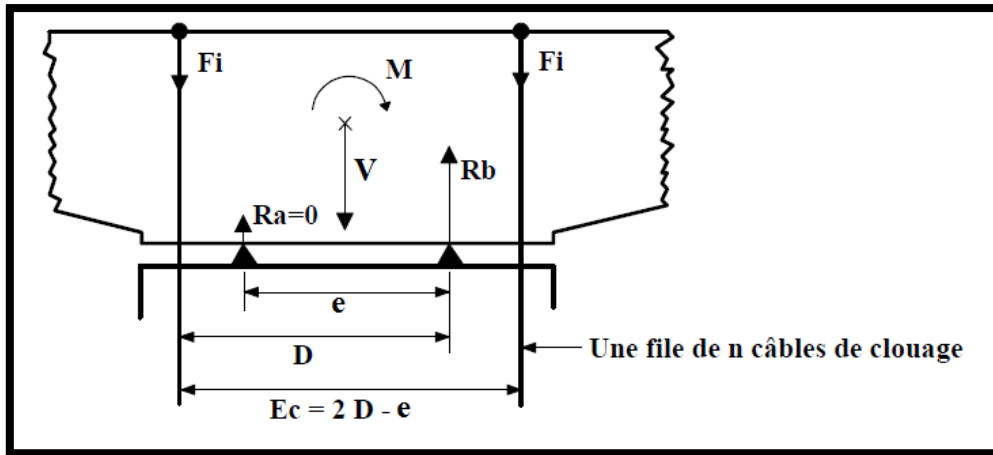 Fi
M
Fi
V
Rb
Ra=0
e
D
Une file de n câbles de clouage
Ec = 2 D - e